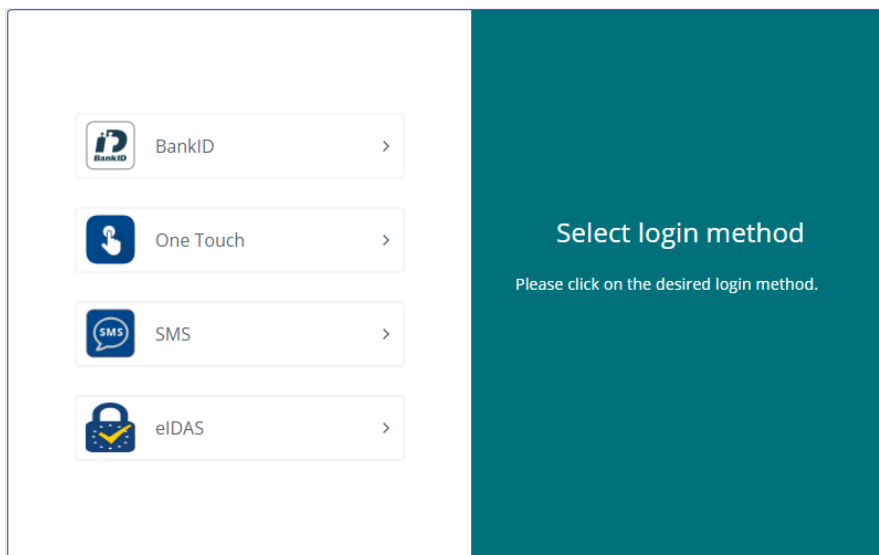 BankID
BankID
One Touch
SMS
SMS
eIDAS
Select login method
Please click on the desired login method.